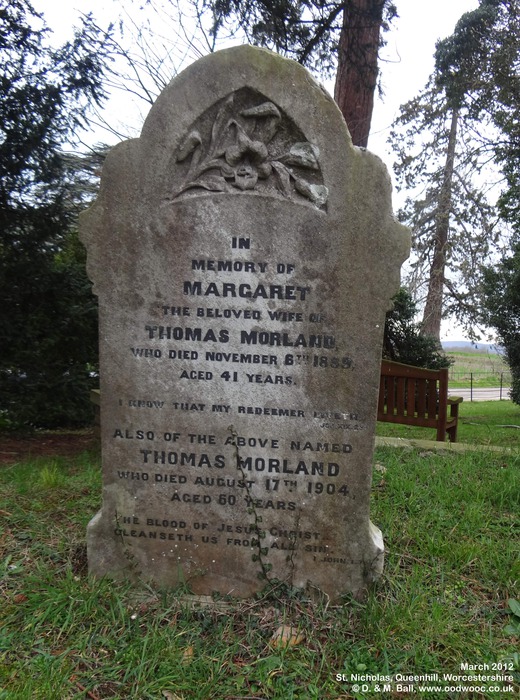 IN
MEMORY OF
MARGARET
THE BELOVED WIFE OF
THOMAS MORLAND,
WHO DIED NOVEMBER 6TH
AGED 41 YEARS.
I KNOW THAT MY REDEEMER LIVETH
ALSO OF THE ABOVE NAMED
THOMAS MORLAND
WHO DIED AUGUST 17TH 1904,
AGED 60 YEARS.
THE BLOOD OF JESUS CHRIST
CLEANSETH US FROM ALL SIN.
I JOHN
March 2012
St. Nicholas, Queenhill, Worcestershire
© D. & M. Ball, www.oodwooc.co.uk